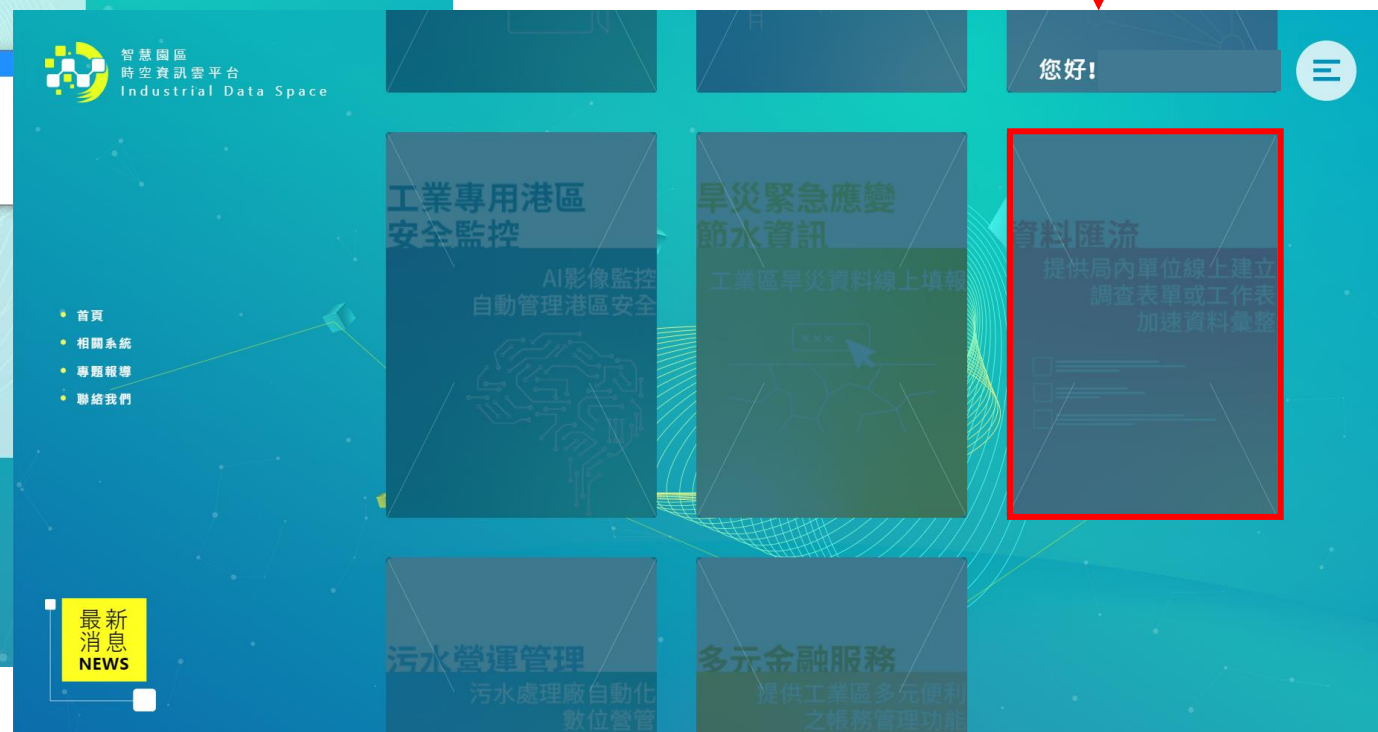 智慧園區
時空資訊雲平台
Industrial Data Space
您好!
首頁
相關系統
專題報導
聯絡我們
最新
消息
NEWS
工業專用港區
安全監控
AI影像監控
自動管理港區安全
旱災緊急應變
節水資訊
工業區旱災資料線上填報
xxx
資料匯流
提供局內單位線上建立
調查表單或工作表
加速資料彙整
污水營運管理
污水處理廠自動化
數位營管
多元金融服務
提供工業區多元便利
之帳務管理功能